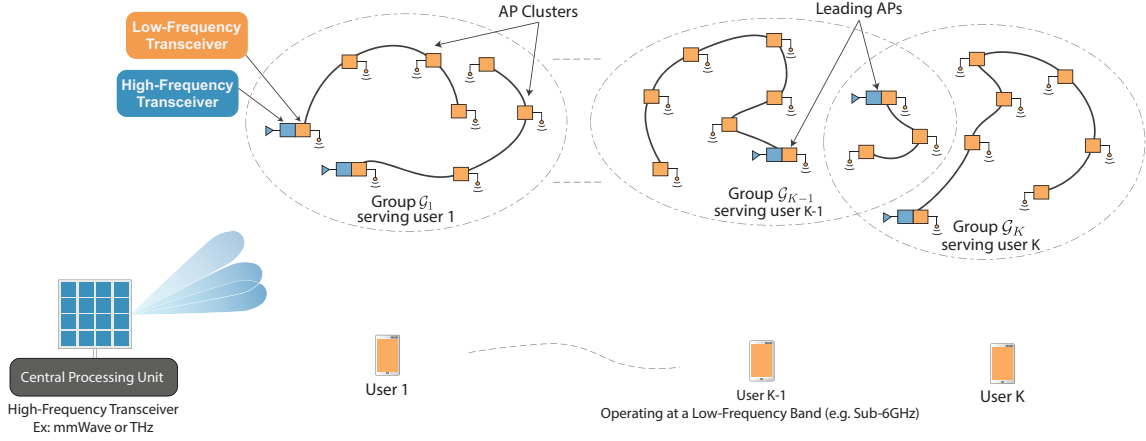 Low-Frequency
Transceiver
High-Frequency
Transceiver
AP Clusters
Leading APs
Group 𝒢₁
serving user 1
Group 𝒢_{K−1}
serving user K-1
Group 𝒢_K
serving user K
Central Processing Unit
High-Frequency Transceiver
Ex: mmWave or THz
User 1
User K-1
Operating at a Low-Frequency Band (e.g. Sub-6GHz)
User K